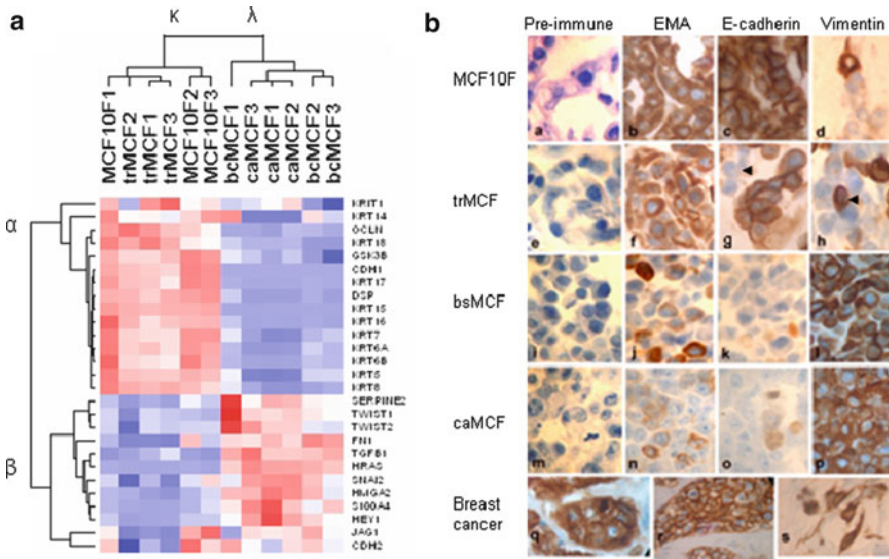 a
κ λ
MCF10F1
trMCF2
trMCF1
trMCF3
MCF10F2
MCF10F3
bcMCF1
caMCF3
caMCF1
caMCF2
bcMCF2
bcMCF3
α
β
KRIT1
KRT14
OCLN
KRT18
GSK3B
CDH1
KRT17
DSP
KRT15
KRT16
KRT7
KRT6A
KRT6B
KRT5
KRT8
SERPINE2
TWIST1
TWIST2
FN1
TGFB1
HRAS
SNAI2
HMGA2
S100A4
HEY1
JAG1
CDH2
b
Pre-immune EMA E-cadherin Vimentin
MCF10F
a b c d
trMCF
e f g h
bsMCF
i j k l
caMCF
m n o p
Breast
cancer
q r s